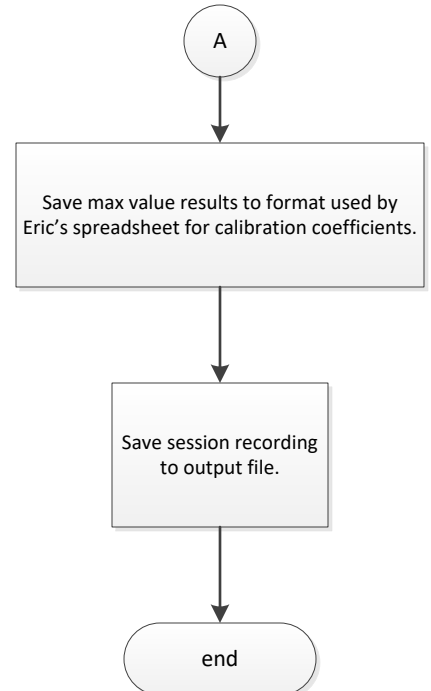 A
Save max value results to format used by
Eric’s spreadsheet for calibration coefficients.
Save session recording
to output file.
end